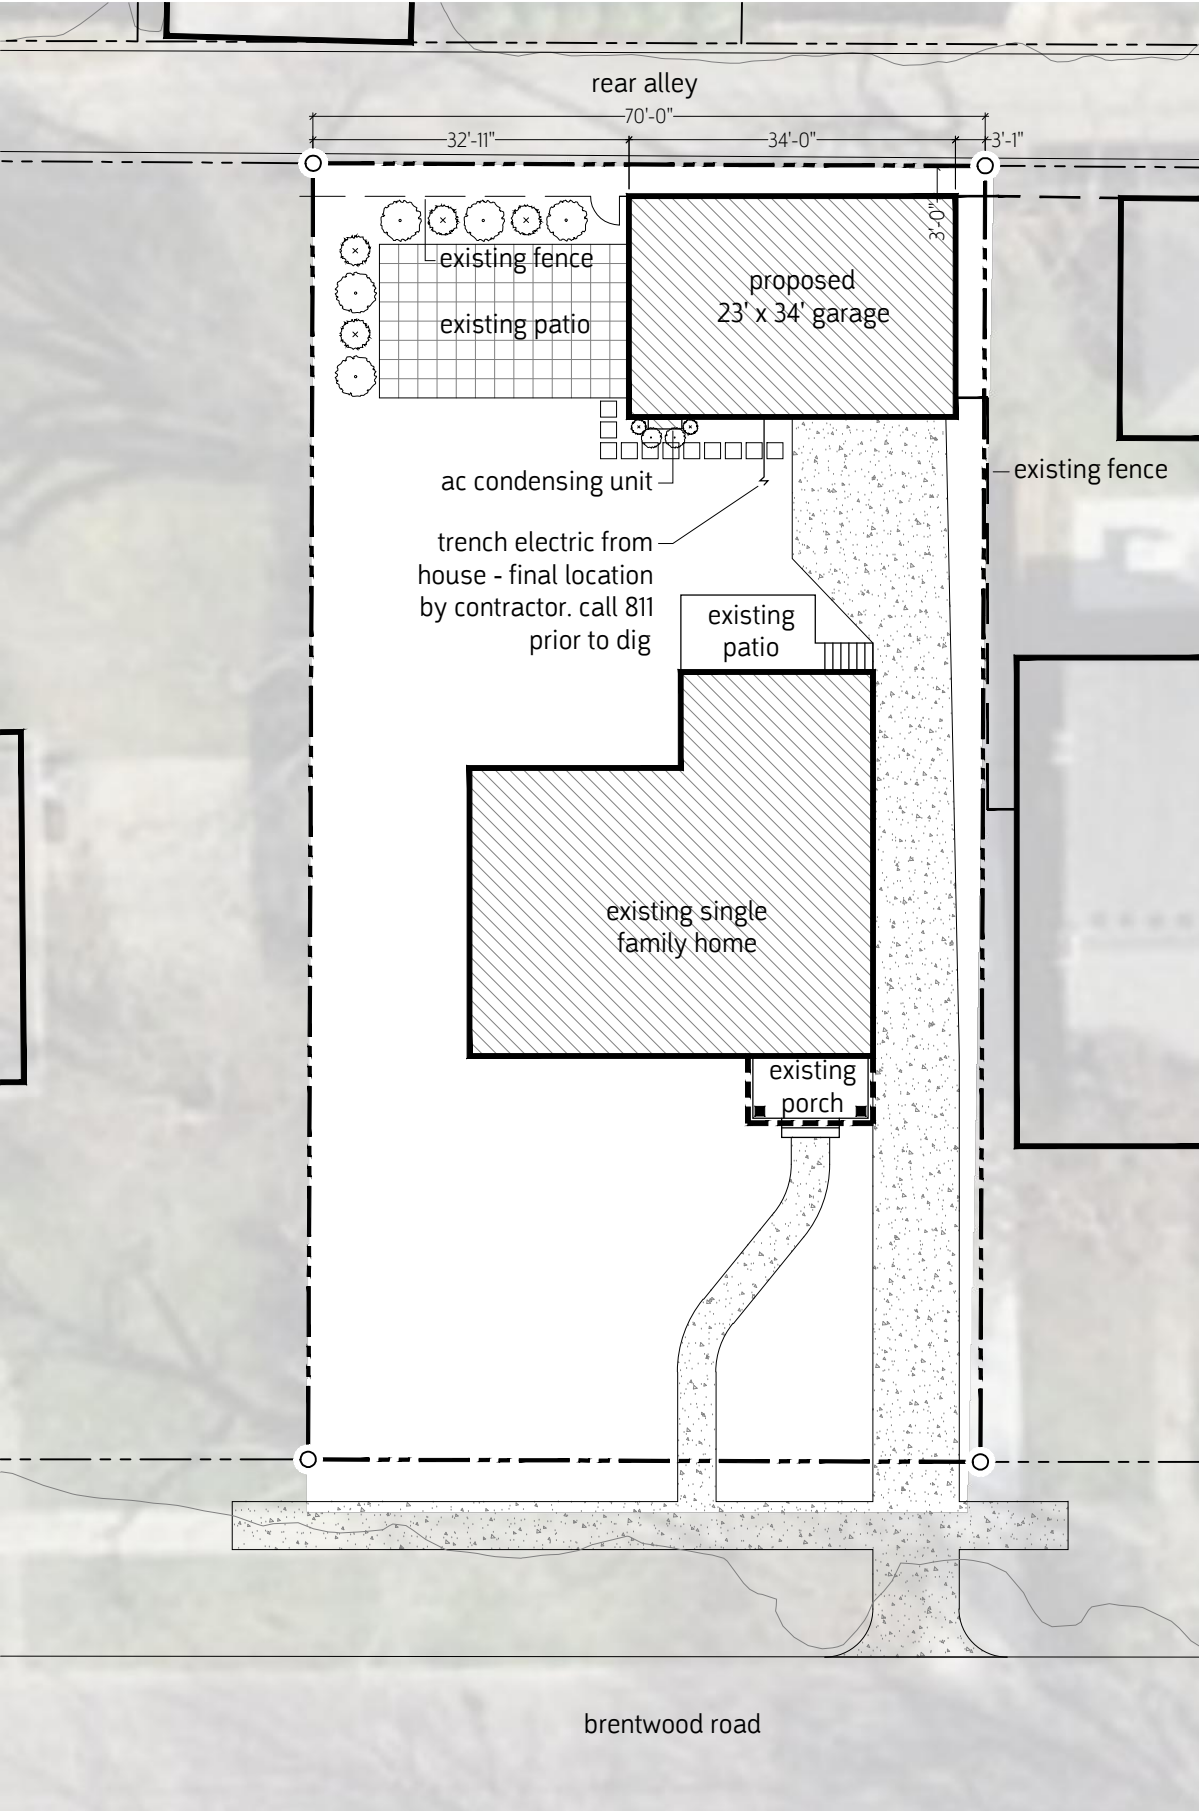 rear alley
70'-0"
32'-11"
34'-0"
3'-1"
3'-0"
existing fence
proposed
23' x 34' garage
existing patio
existing fence
ac condensing unit
trench electric from
house - final location
by contractor. call 811
prior to dig
existing
patio
existing single
family home
existing
porch
brentwood road